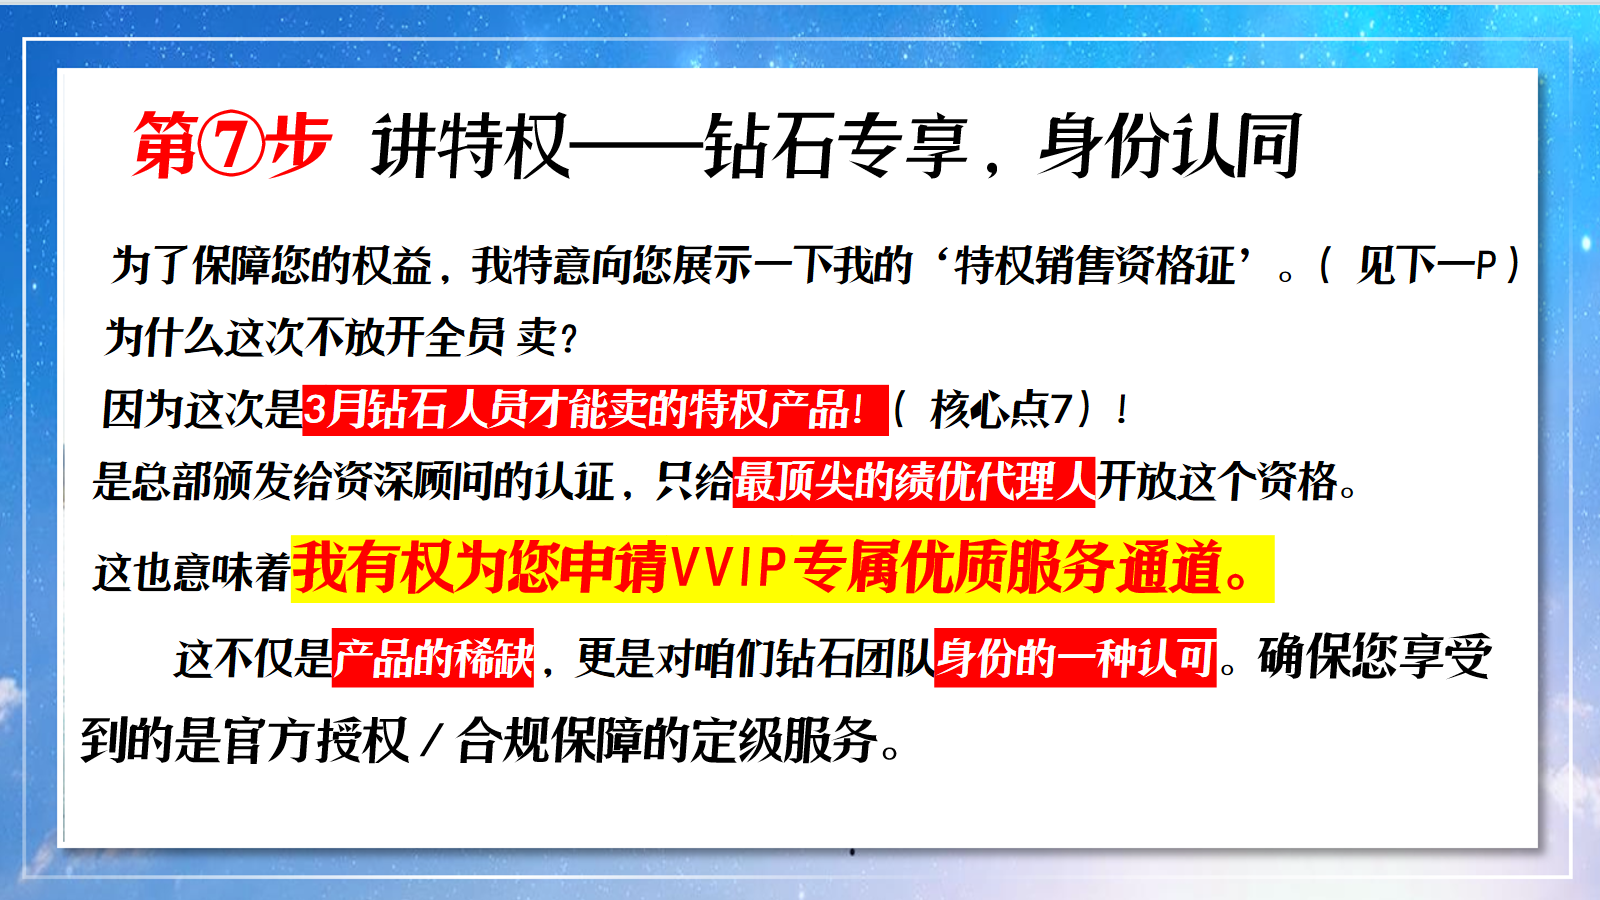 第⑦步 讲特权——钻石专享，身份认同
为了保障您的权益，我特意向您展示一下我的‘特权销售资格证’。（ 见下一P）
为什么这次不放开全员 卖？
因为这次是3月钻石人员才能卖的特权产品！（ 核心点7）！
是总部颁发给资深顾问的认证，只给最顶尖的绩优代理人开放这个资格。
这也意味着我有权为您申请VVIP专属优质服务通道。
这不仅是产品的稀缺，更是对咱们钻石团队身份的一种认可。确保您享受
到的是官方授权 / 合规保障的定级服务。